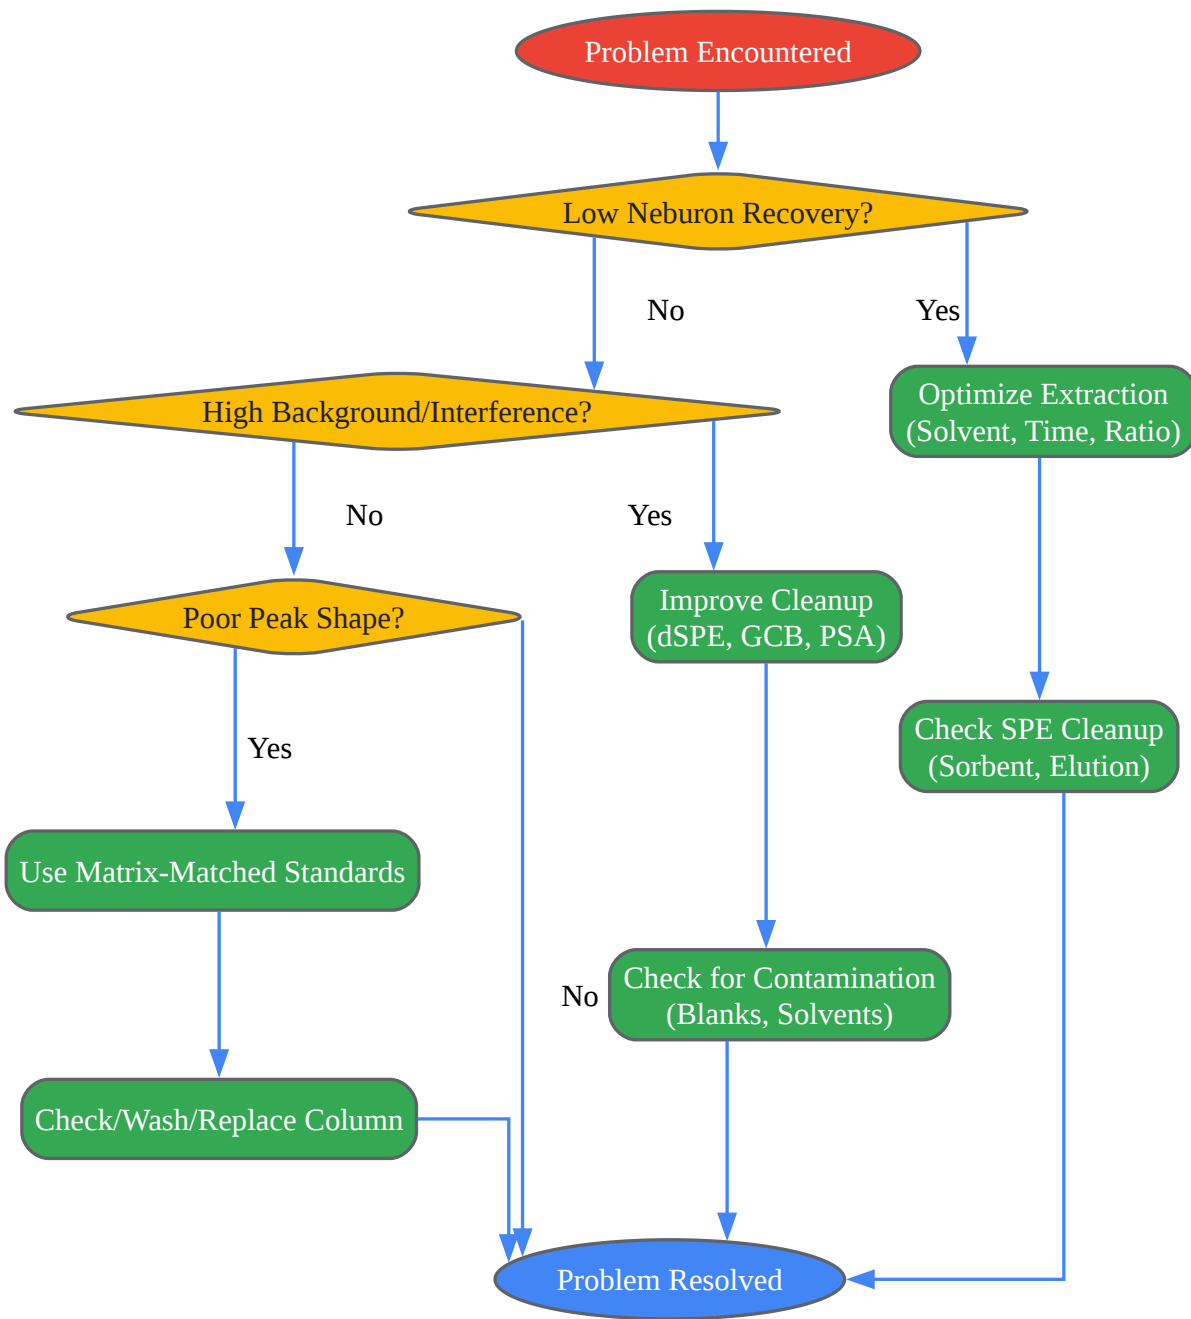 Problem Encountered
Low Neburon Recovery?
No
Yes
Optimize Extraction
(Solvent, Time, Ratio)
High Background/Interference?
No
Yes
Improve Cleanup
(dSPE, GCB, PSA)
Poor Peak Shape?
Check SPE Cleanup
(Sorbent, Elution)
Yes
Use Matrix-Matched Standards
Check for Contamination
(Blanks, Solvents)
No
Check/Wash/Replace Column
Problem Resolved